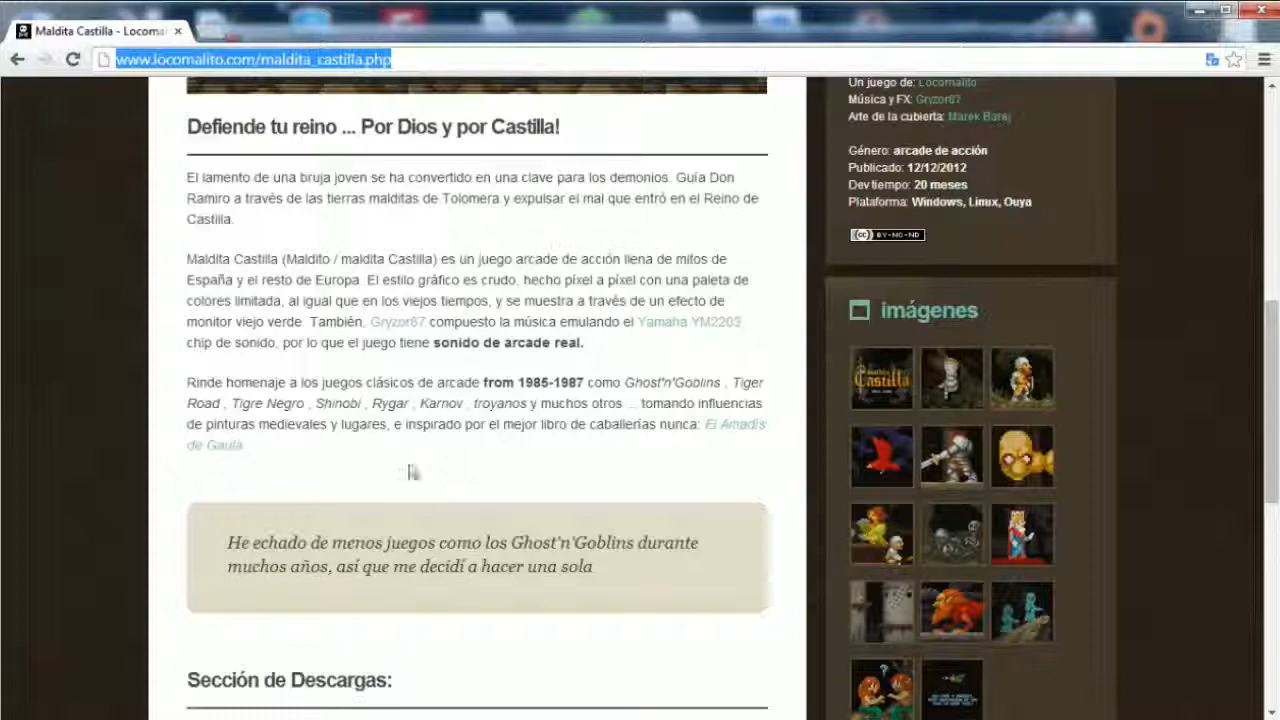 Maldita Castilla - Locoma
www.locomalito.com/maldita_castilla.php
Defiende tu reino ... Por Dios y por Castilla!
El lamento de una bruja joven se ha convertido en una clave para los demonios. Guía Don
Ramiro a través de las tierras malditas de Tolomera y expulsar el mal que entró en el Reino de
Castilla.
Maldita Castilla (Maldito / maldita Castilla) es un juego arcade de acción llena de mitos de
España y el resto de Europa. El estilo gráfico es crudo, hecho píxel a píxel con una paleta de
colores limitada, al igual que en los viejos tiempos, y se muestra a través de un efecto de
monitor viejo verde. También, Gryzor87 compuesto la música emulando el Yamaha YM2203
chip de sonido, por lo que el juego tiene sonido de arcade real.
Rinde homenaje a los juegos clásicos de arcade from 1985-1987 como Ghost'n'Goblins , Tiger
Road , Tigre Negro , Shinobi , Rygar , Karnov , troyanos y muchos otros ... tomando influencias
de pinturas medievales y lugares, e inspirado por el mejor libro de caballerías nunca: El Amadís
de Gaula
He echado de menos juegos como los Ghost'n'Goblins durante
muchos años, así que me decidí a hacer una sola
Sección de Descargas:
Un juego de: Locomalito
Música y FX: Gryzor87
Arte de la cubierta: Marek Barej
Género: arcade de acción
Publicado: 12/12/2012
Dev tiempo: 20 meses
Plataforma: Windows, Linux, Ouya
cc BY-NC-ND
imágenes
Castilla